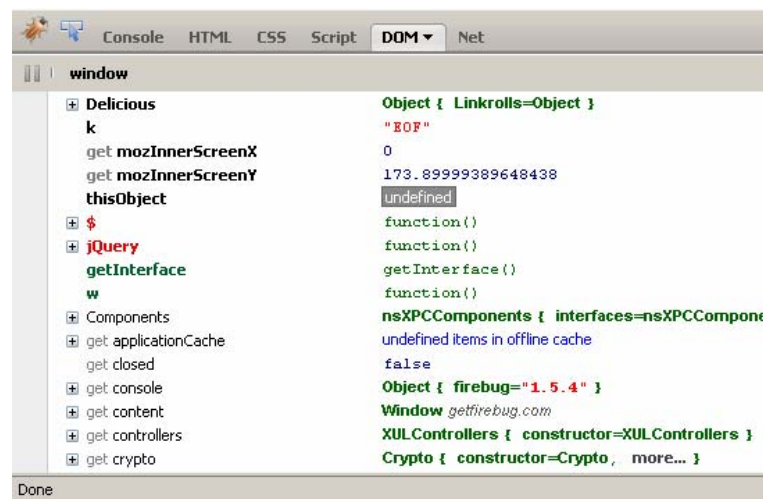 Console HTML CSS Script DOM Net
window
Delicious Object { Linkrolls=Object }
k "EOF"
get mozInnerScreenX 0
get mozInnerScreenY 173.89999389648438
thisObject undefined
$ function()
jQuery function()
getInterface getInterface()
w function()
Components nsXPCComponents { interfaces=nsXPCCompone
get applicationCache undefined items in offline cache
get closed false
get console Object { firebug="1.5.4" }
get content Window getfirebug.com
get controllers XULControllers { constructor=XULControllers }
get crypto Crypto { constructor=Crypto, more... }
Done